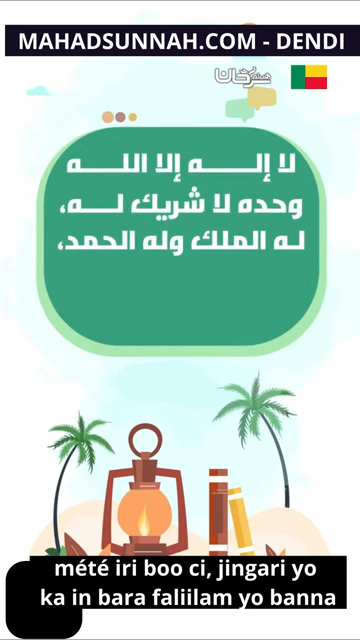 MAHADSUNNAH.COM - DENDI
لا إله إلا الله
وحده لا شريك له،
له الملك وله الحمد،
mété iri boo ci, jingari yo
ka in bara faliilam yo banna